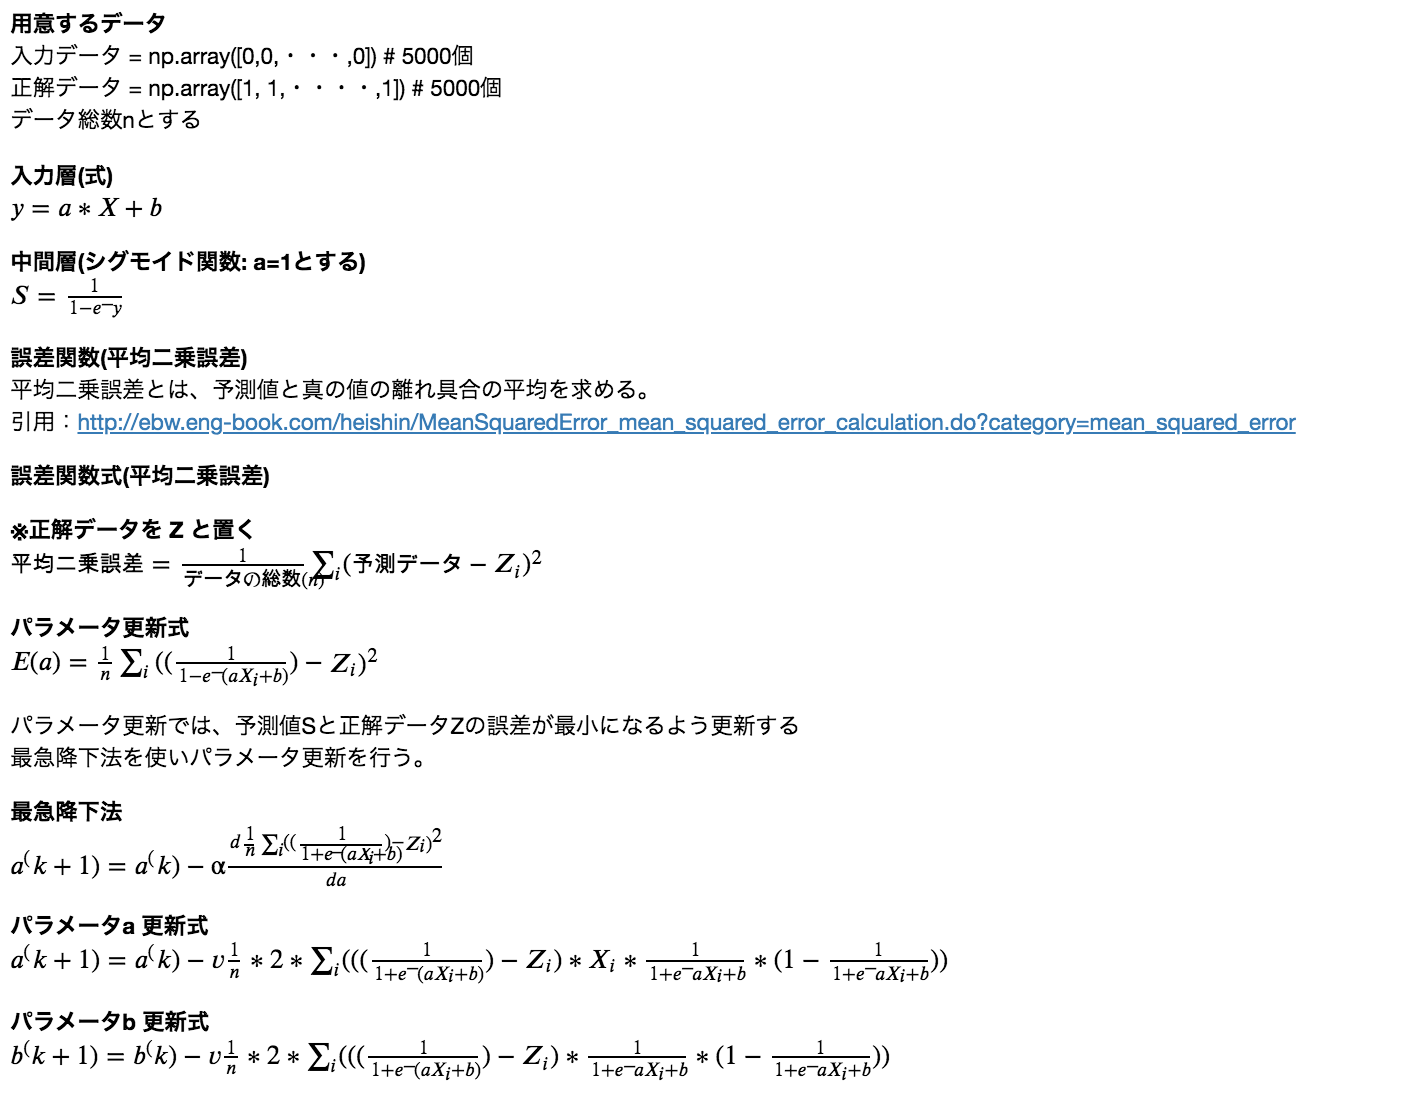 用意するデータ
入力データ = np.array([0,0,・・・,0]) # 5000個
正解データ = np.array([1, 1,・・・・,1]) # 5000個
データ総数nとする
入力層(式)
y = a ∗ X + b
中間層(シグモイド関数: a=1とする)
S = \frac{1}{1−e^−y}
誤差関数(平均二乗誤差)
平均二乗誤差とは、予測値と真の値の離れ具合の平均を求める。
引用：http://ebw.eng-book.com/heishin/MeanSquaredError_mean_squared_error_calculation.do?category=mean_squared_error
誤差関数式(平均二乗誤差)
※正解データを Z と置く
平均二乗誤差 = \frac{1}{データの総数(n)} ∑_i (予測データ − Z_i)^2
パラメータ更新式
E(a) = \frac{1}{n} ∑_i ((\frac{1}{1−e^−(aX_i+b)}) − Z_i)^2
パラメータ更新では、予測値Sと正解データZの誤差が最小になるよう更新する
最急降下法を使いパラメータ更新を行う。
最急降下法
a^(k + 1) = a^(k) − α\frac{d\frac{1}{n} ∑_i((\frac{1}{1+e^−(aX_i+b)})−Z_i)^2}{da}
パラメータa 更新式
a^(k + 1) = a^(k) − υ\frac{1}{n} ∗ 2 ∗ ∑_i(((\frac{1}{1+e^−(aX_i+b)}) − Z_i) ∗ X_i ∗ \frac{1}{1+e^−aX_i+b} ∗ (1 − \frac{1}{1+e^−aX_i+b}))
パラメータb 更新式
b^(k + 1) = b^(k) − υ\frac{1}{n} ∗ 2 ∗ ∑_i(((\frac{1}{1+e^−(aX_i+b)}) − Z_i) ∗ \frac{1}{1+e^−aX_i+b} ∗ (1 − \frac{1}{1+e^−aX_i+b}))